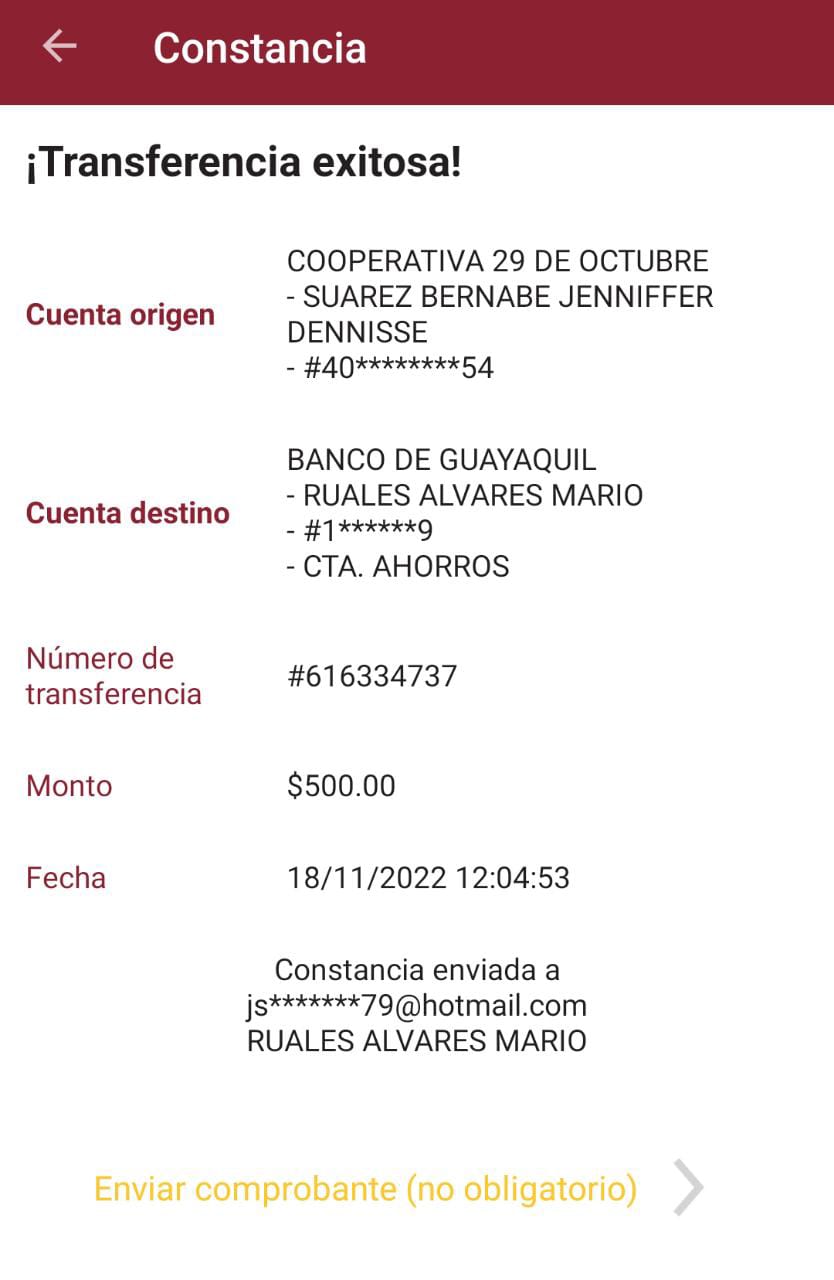 Constancia
¡Transferencia exitosa!
Cuenta origen
COOPERATIVA 29 DE OCTUBRE
- SUAREZ BERNABE JENNIFFER
DENNISSE
- #40********54
Cuenta destino
BANCO DE GUAYAQUIL
- RUALES ALVARES MARIO
- #1******9
- CTA. AHORROS
Número de
transferencia
#616334737
Monto
$500.00
Fecha
18/11/2022 12:04:53
Constancia enviada a
js*******79@hotmail.com
RUALES ALVARES MARIO
Enviar comprobante (no obligatorio)